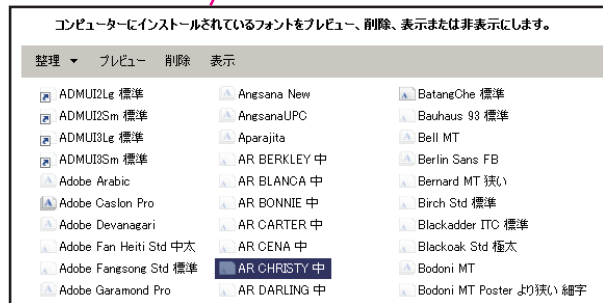 コンピューターにインストールされているフォントをプレビュー、削除、表示または非表示にします。
整理 ▼ プレビュー 削除 表示
ADMUI2Lg 標準
ADMUI2Sm 標準
ADMUI3Lg 標準
ADMUI3Sm 標準
Adobe Arabic
Adobe Caslon Pro
Adobe Devanagari
Adobe Fan Heiti Std 中太
Adobe Fangsong Std 標準
Adobe Garamond Pro
Angsana New
AngsanaUPC
Aparajita
AR BERKLEY 中
AR BLANCA 中
AR BONNIE 中
AR CARTER 中
AR CENA 中
AR CHRISTY 中
AR DARLING 中
BatangChe 標準
Bauhaus 93 標準
Bell MT
Berlin Sans FB
Bernard MT 狭い
Birch Std 標準
Blackadder ITC 標準
Blackoak Std 極太
Bodoni MT
Bodoni MT Poster より狭い 細字